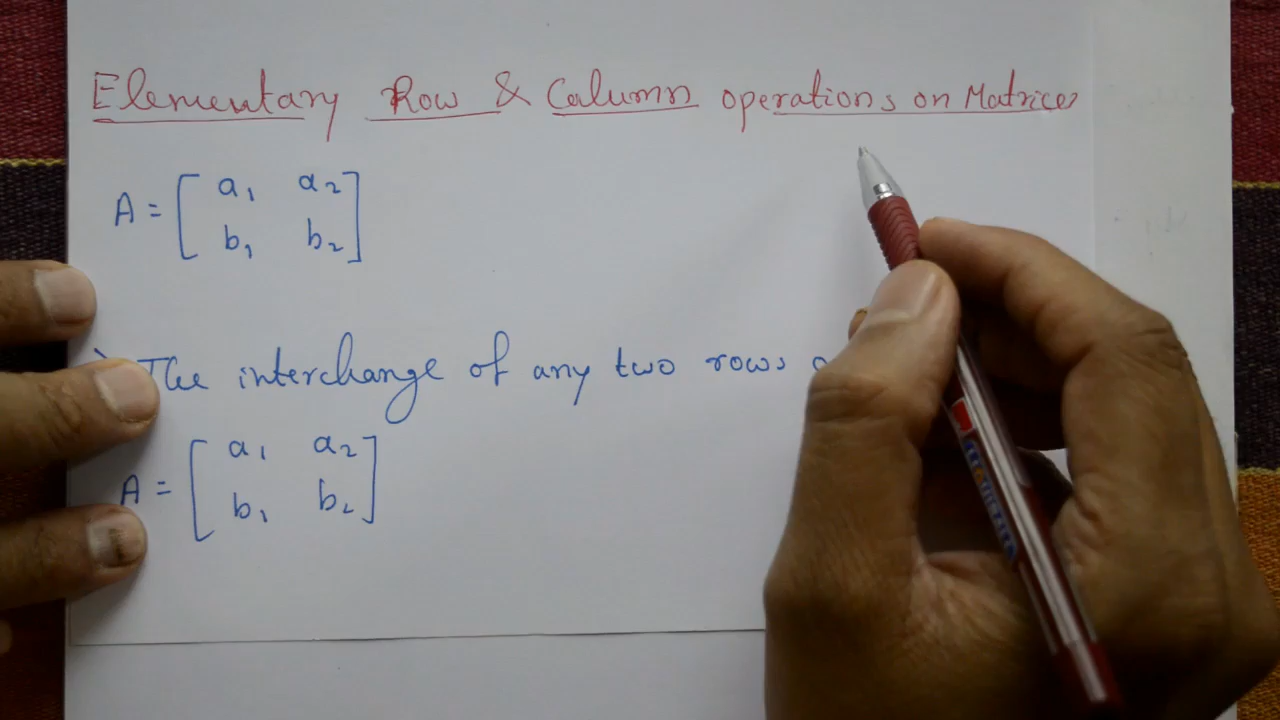 Elementary Row & Column operations on Matrices
A = [ a₁ a₂
b₁ b₂ ]
The interchange of any two rows
A = [ a₁ a₂
b₁ b₂ ]